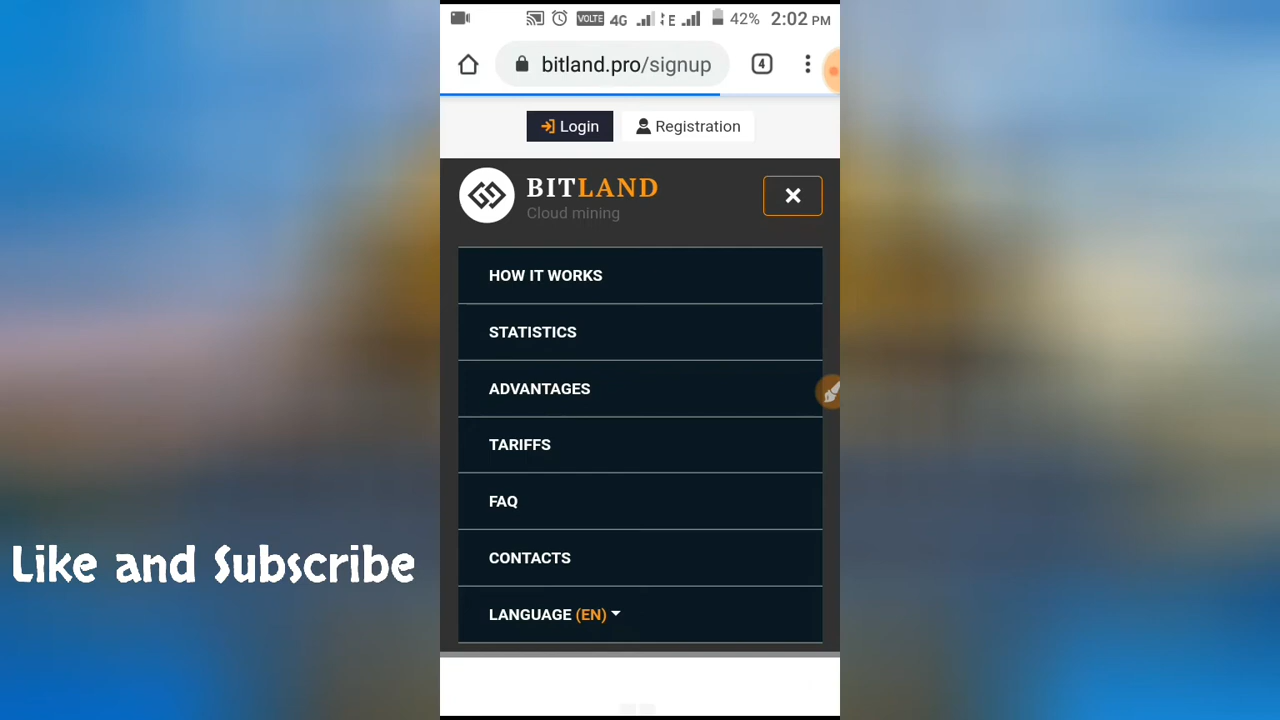 VOLTE 4G E 42% 2:02 PM
bitland.pro/signup 4
Login Registration
BITLAND
Cloud mining
HOW IT WORKS
STATISTICS
ADVANTAGES
TARIFFS
FAQ
CONTACTS
LANGUAGE (EN)
Like and Subscribe